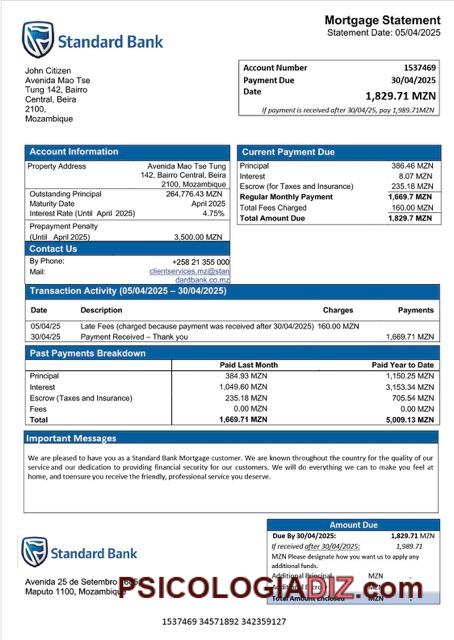 Mortgage Statement
Statement Date: 05/04/2025
Standard Bank
John Citizen
Avenida Mao Tse
Tung 142, Bairro
Central, Beira
2100,
Mozambique
Account Number 1537469
Payment Due 30/04/2025
Date 1,829.71 MZN
If payment is received after 30/04/25, pay 1,989.71MZN
Account Information
Property Address Avenida Mao Tse Tung
142, Bairro Central, Beira
2100, Mozambique
Outstanding Principal 264,776.43 MZN
Maturity Date April 2025
Interest Rate (Until April 2025) 4.75%
Prepayment Penalty
(Until April 2025) 3,500.00 MZN
Contact Us
By Phone: +258 21 355 000
Mail: clientservices.mz@stan
dardbank.co.mz
Current Payment Due
Principal 386.46 MZN
Interest 8.07 MZN
Escrow (for Taxes and Insurance) 235.18 MZN
Regular Monthly Payment 1,669.7 MZN
Total Fees Charged 160.00 MZN
Total Amount Due 1,829.7 MZN
Transaction Activity (05/04/2025 – 30/04/2025)
Date Description Charges Payments
05/04/25 Late Fees (charged because payment was received after 30/04/2025) 160.00 MZN
30/04/25 Payment Received – Thank you 1,669.71 MZN
Past Payments Breakdown
Paid Last Month Paid Year to Date
Principal 384.93 MZN 1,150.25 MZN
Interest 1,049.60 MZN 3,153.34 MZN
Escrow (Taxes and Insurance) 235.18 MZN 705.54 MZN
Fees 0.00 MZN 0.00 MZN
Total 1,669.71 MZN 5,009.13 MZN
Important Messages
We are pleased to have you as a Standard Bank Mortgage customer. We are known throughout the country for the quality of our
service and our dedication to providing financial security for our customers. We will do everything we can to make you feel at
home, and toensure you receive the friendly, professional service you deserve.
Standard Bank
Avenida 25 de Setembro
Maputo 1100, Mozambique
Amount Due
Due By 30/04/2025: 1,829.71 MZN
If received after 30/04/2025: 1,989.71
MZN Please designate how you want us to apply any
additional funds.
Additional Principal MZN
MZN
Total Amount Enclosed MZN
PSICOLOGIADIZ.com
1537469 34571892 342359127